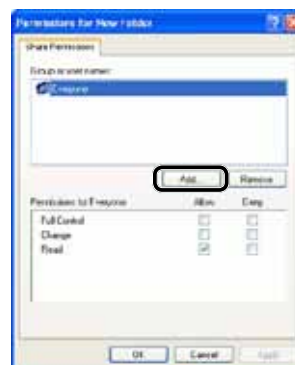 Permissions for New Folder
Share Permissions
Group or user names:
Everyone
Add... Remove
Permissions for Everyone Allow Deny
Full Control
Change
Read
OK Cancel Apply